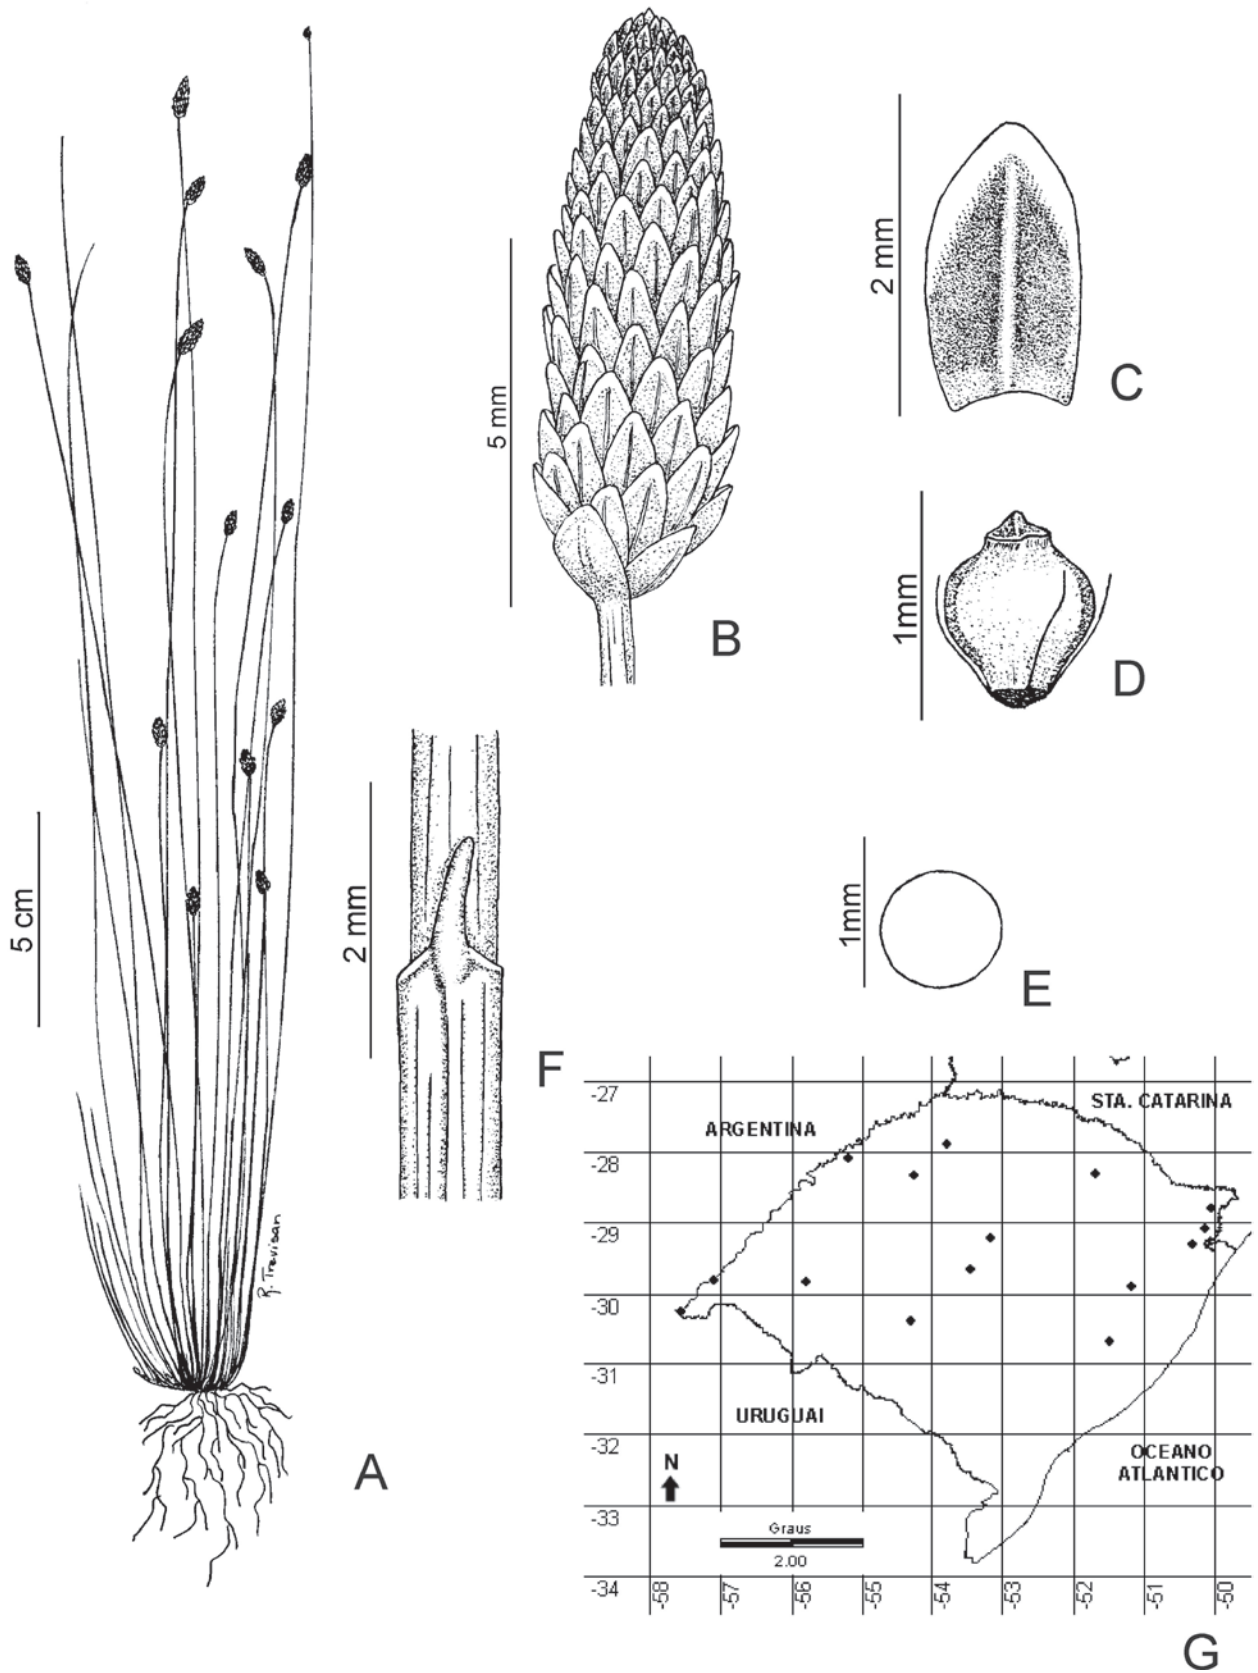 5 cm
R. Trevisan
A
5 mm
B
2 mm
C
1mm
D
1mm
E
2 mm
F
-27
-28
-29
-30
-31
-32
-33
-34
ARGENTINA
STA. CATARINA
URUGUAI
OCEANO
ATLANTICO
N
Graus
2.00
-58
-57
-56
-55
-54
-53
-52
-51
-50
G